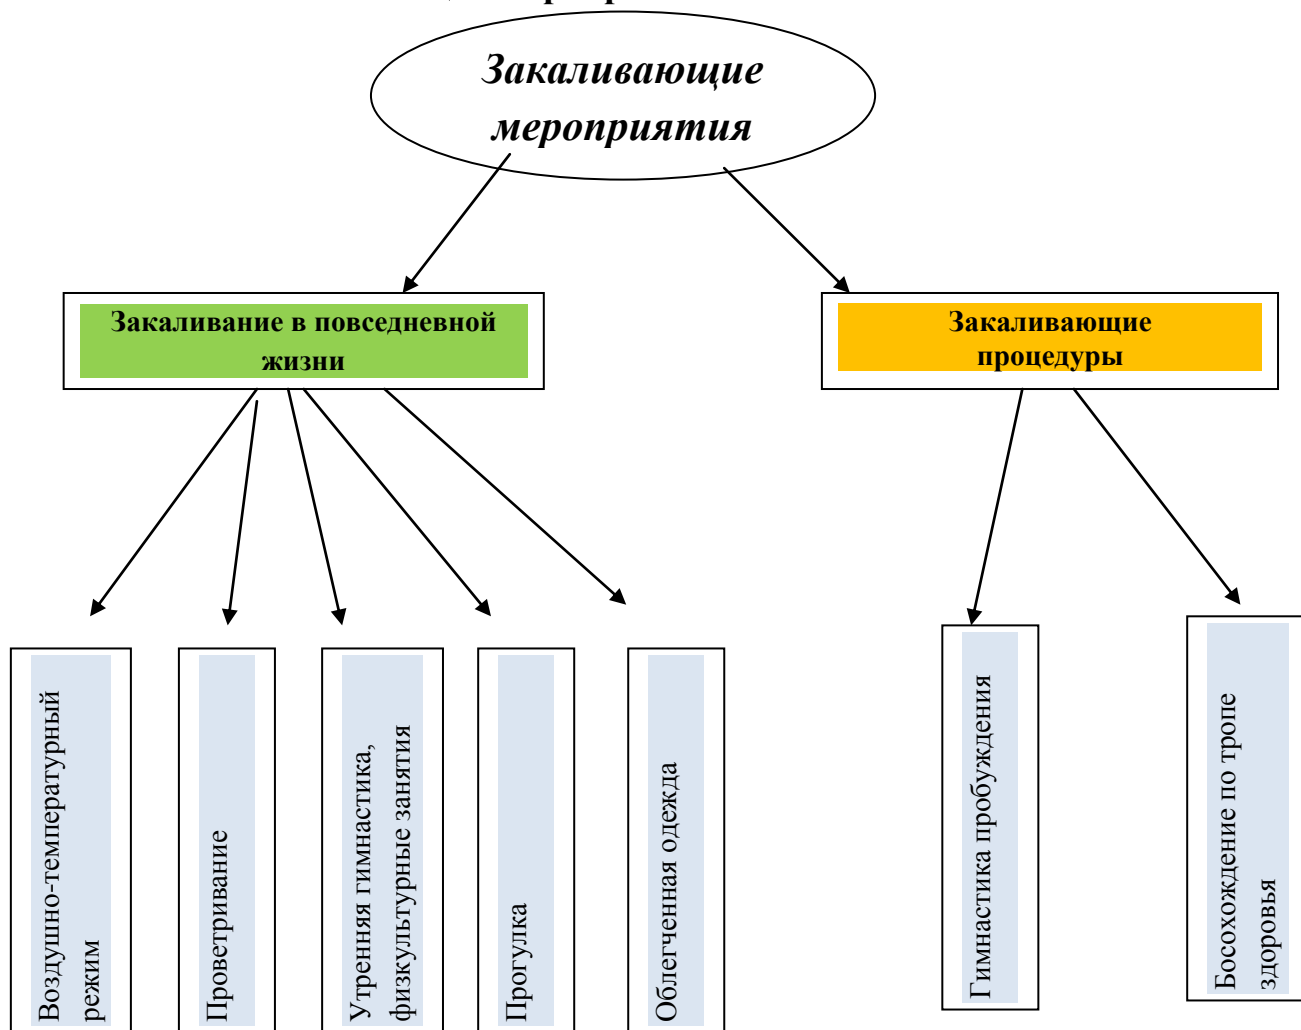 Закаливающие
мероприятия
Закаливание в повседневной
жизни
Закаливающие
процедуры
Воздушно-температурный
режим
Проветривание
Утренняя гимнастика,
физкультурные занятия
Прогулка
Облегченная одежда
Гимнастика пробуждения
Босохождение по тропе
здоровья